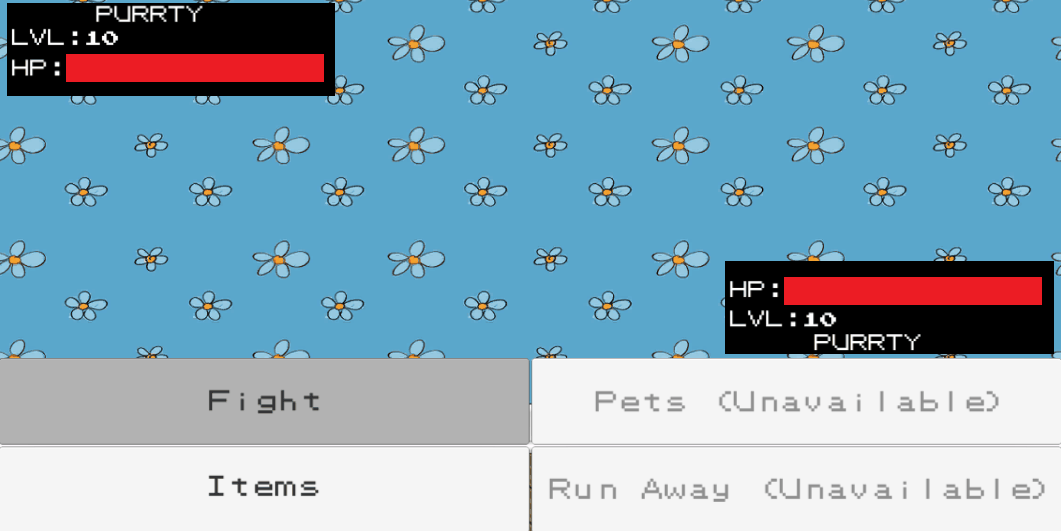 PURRTY
LVL:10
HP:
HP:
LVL:10
PURRTY
Fight
Pets (Unavailable)
Items
Run Away (Unavailable)